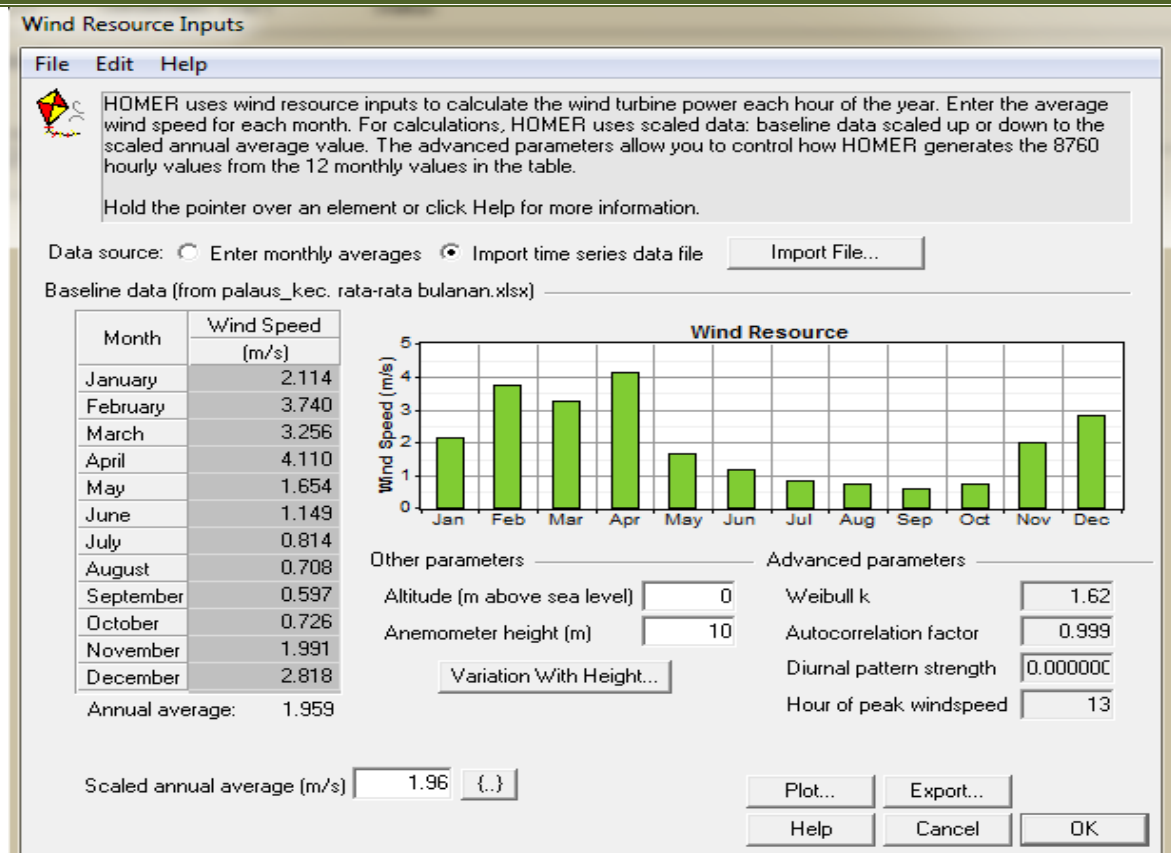 Wind Resource Inputs
File Edit Help
HOMER uses wind resource inputs to calculate the wind turbine power each hour of the year. Enter the average
wind speed for each month. For calculations, HOMER uses scaled data: baseline data scaled up or down to the
scaled annual average value. The advanced parameters allow you to control how HOMER generates the 8760
hourly values from the 12 monthly values in the table.
Hold the pointer over an element or click Help for more information.
Data source: Enter monthly averages Import time series data file Import File...
Baseline data (from palaus_kec. rata-rata bulanan.xlsx)
Month Wind Speed
(m/s)
January 2.114
February 3.740
March 3.256
April 4.110
May 1.654
June 1.149
July 0.814
August 0.708
September 0.597
October 0.726
November 1.991
December 2.818
Annual average: 1.959
Wind Resource
Wind Speed (m/s)
5
4
3
2
1
0
Jan Feb Mar Apr May Jun Jul Aug Sep Oct Nov Dec
Other parameters
Altitude (m above sea level) 0
Anemometer height (m) 10
Variation With Height...
Advanced parameters
Weibull k 1.62
Autocorrelation factor 0.999
Diurnal pattern strength 0.000000
Hour of peak windspeed 13
Scaled annual average (m/s) 1.96 {..}
Plot... Export...
Help Cancel OK